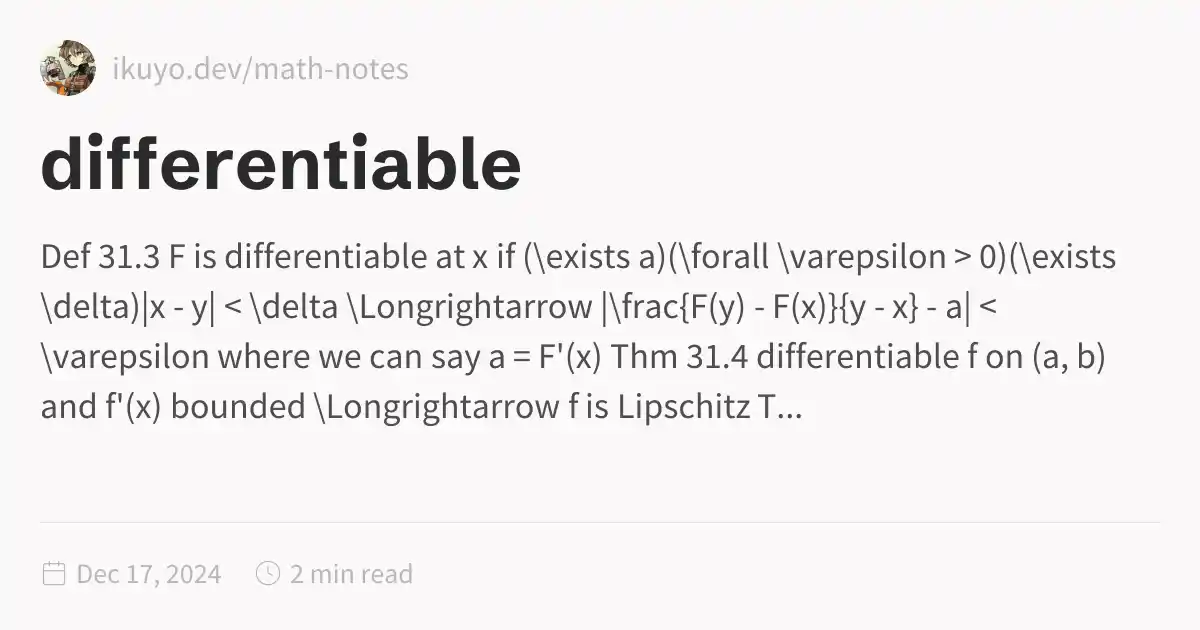 ikuyo.dev/math-notes
differentiable
Def 31.3 F is differentiable at x if (\exists a)(\forall \varepsilon > 0)(\exists
\delta)|x - y| < \delta \Longrightarrow |\frac{F(y) - F(x)}{y - x} - a| <
\varepsilon where we can say a = F'(x) Thm 31.4 differentiable f on (a, b)
and f'(x) bounded \Longrightarrow f is Lipschitz T...
Dec 17, 2024 2 min read